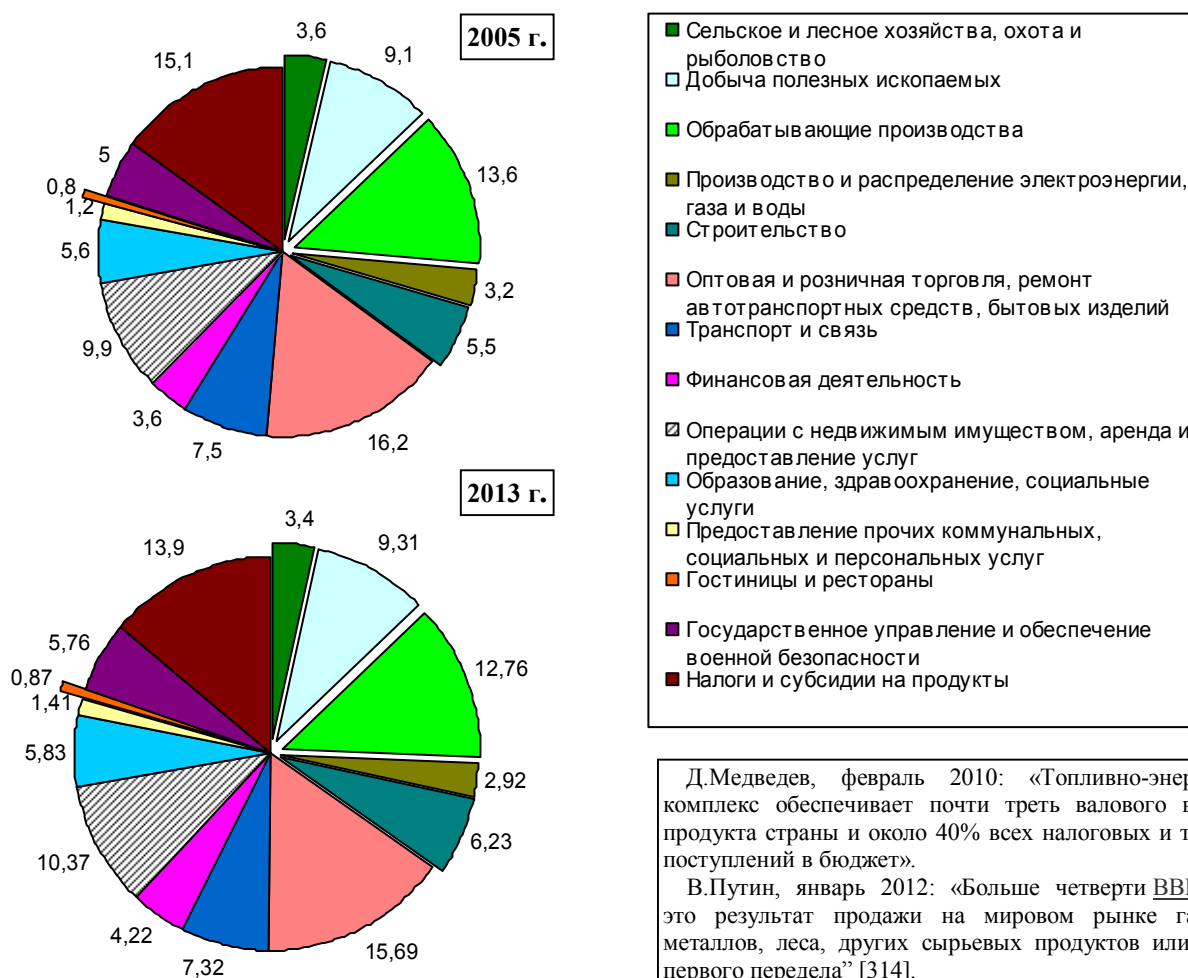 2005 г.
3,6
9,1
13,6
3,2
5,5
16,2
7,5
3,6
9,9
5,6
1,2
0,8
5
15,1
2013 г.
3,4
9,31
12,76
2,92
6,23
15,69
7,32
4,22
10,37
5,83
1,41
0,87
5,76
13,9
Сельское и лесное хозяйства, охота и
рыболовство
Добыча полезных ископаемых
Обрабатывающие производства
Производство и распределение электроэнергии,
газа и воды
Строительство
Оптовая и розничная торговля, ремонт
автотранспортных средств, бытовых изделий
Транспорт и связь
Финансовая деятельность
Операции с недвижимым имуществом, аренда и
предоставление услуг
Образование, здравоохранение, социальные
услуги
Предоставление прочих коммунальных,
социальных и персональных услуг
Гостиницы и рестораны
Государственное управление и обеспечение
военной безопасности
Налоги и субсидии на продукты
Д.Медведев, февраль 2010: «Топливно-энер
комплекс обеспечивает почти треть валового в
продукта страны и около 40% всех налоговых и т
поступлений в бюджет».
В.Путин, январь 2012: «Больше четверти ВВ
это результат продажи на мировом рынке га
металлов, леса, других сырьевых продуктов или
первого передела” [314].